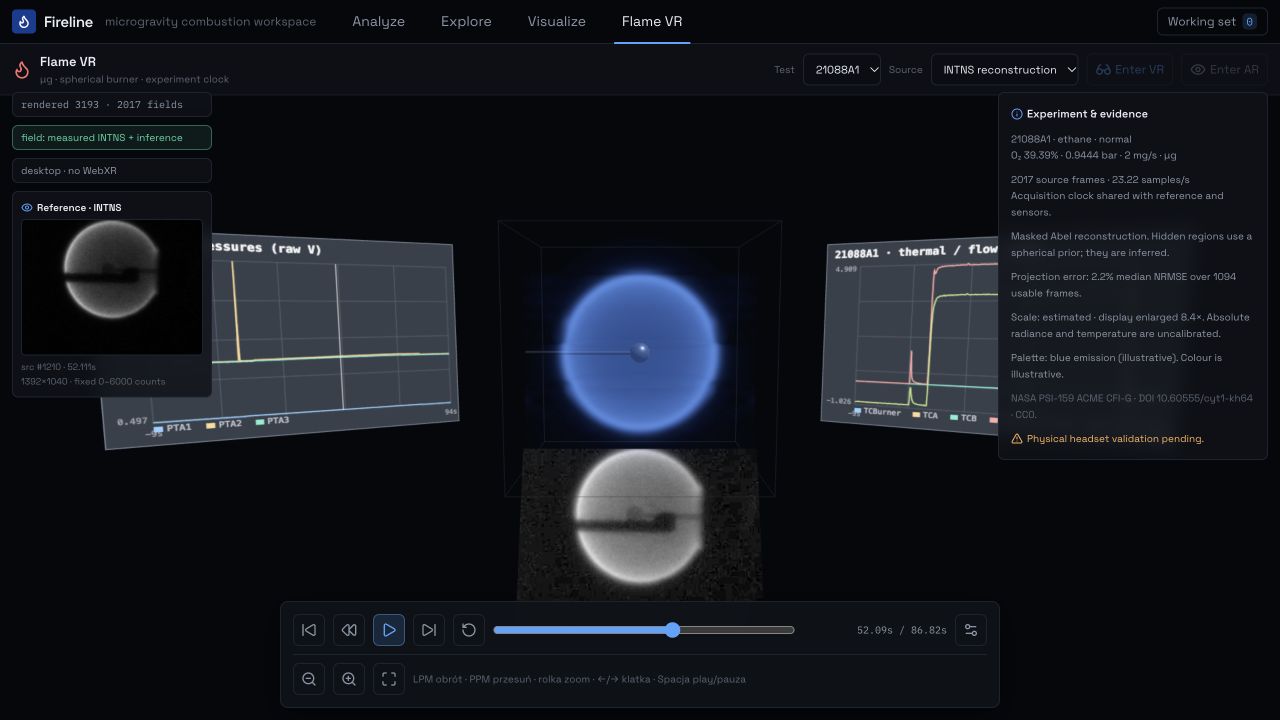 Fireline microgravity combustion workspace Analyze Explore Visualize Flame VR Working set 0
Flame VR
µg · spherical burner · experiment clock
Test 21088A1 Source INTNS reconstruction Enter VR Enter AR
rendered 3193 · 2017 fields
field: measured INTNS + inference
desktop · no WebXR
Reference · INTNS
src #1210 · 52.111s
1392×1040 · fixed 0–6000 counts
essures (raw V)
0.497
94s
-9s
PTA1 PTA2 PTA3
21088A1 · thermal / flow
4.909
-1.026
-9s
TCBurner TCA TCB
Experiment & evidence
21088A1 · ethane · normal
O₂ 39.39% · 0.9444 bar · 2 mg/s · µg
2017 source frames · 23.22 samples/s
Acquisition clock shared with reference and
sensors.
Masked Abel reconstruction. Hidden regions use a
spherical prior; they are inferred.
Projection error: 2.2% median NRMSE over 1094
usable frames.
Scale: estimated · display enlarged 8.4×. Absolute
radiance and temperature are uncalibrated.
Palette: blue emission (illustrative). Colour is
illustrative.
NASA PSI-159 ACME CFI-G · DOI 10.60555/cyt1-kh64
· CC0.
Physical headset validation pending.
52.09s / 86.82s
LPM obrót · PPM przesuń · rolka zoom · ←/→ klatka · Spacja play/pauza